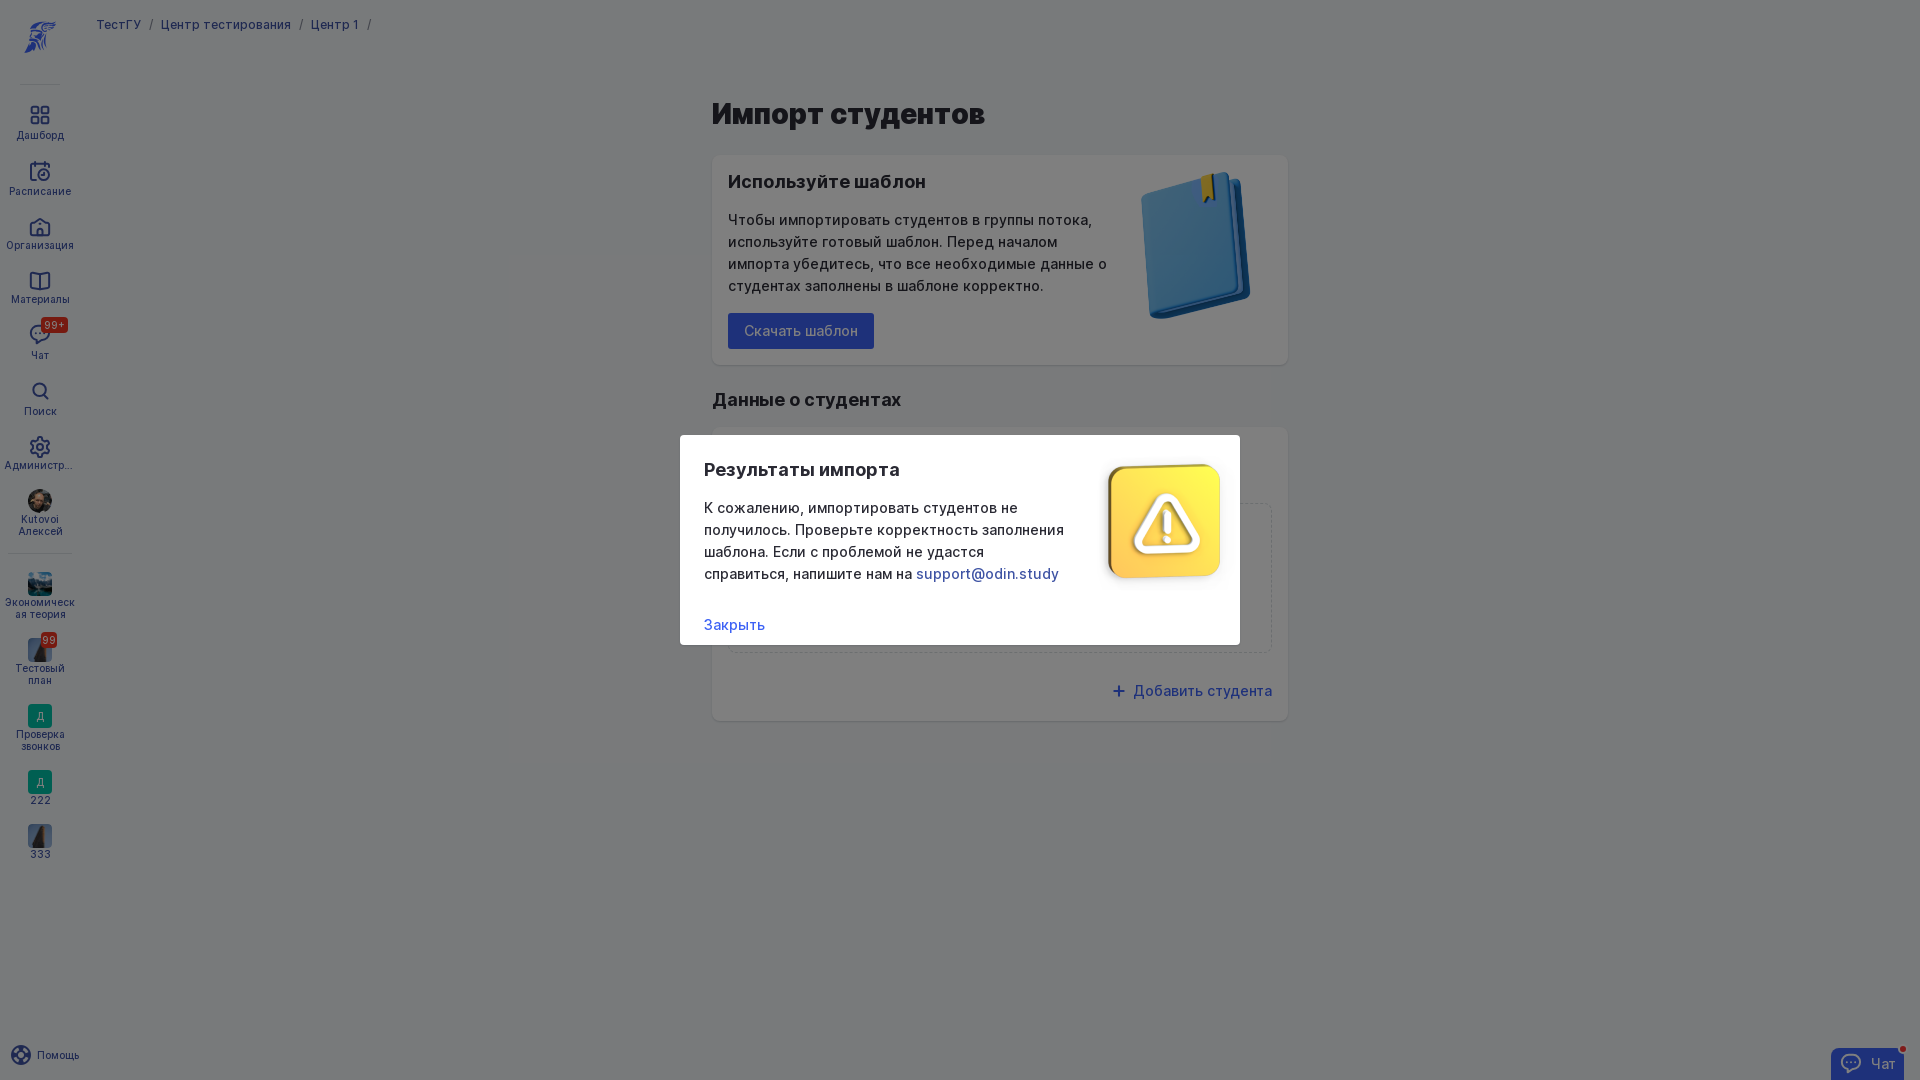 ТестГУ / Центр тестирования / Центр 1 /
Дашборд
Расписание
Организация
Материалы
99+
Чат
Поиск
Администр...
Kutovoi
Алексей
Экономическ
ая теория
99
Тестовый
план
Д
Проверка
звонков
Д
222
333
Помощь
Импорт студентов
Используйте шаблон
Чтобы импортировать студентов в группы потока,
используйте готовый шаблон. Перед началом
импорта убедитесь, что все необходимые данные о
студентах заполнены в шаблоне корректно.
Скачать шаблон
Данные о студентах
Результаты импорта
К сожалению, импортировать студентов не
получилось. Проверьте корректность заполнения
шаблона. Если с проблемой не удастся
справиться, напишите нам на support@odin.study
Закрыть
+ Добавить студента
Чат